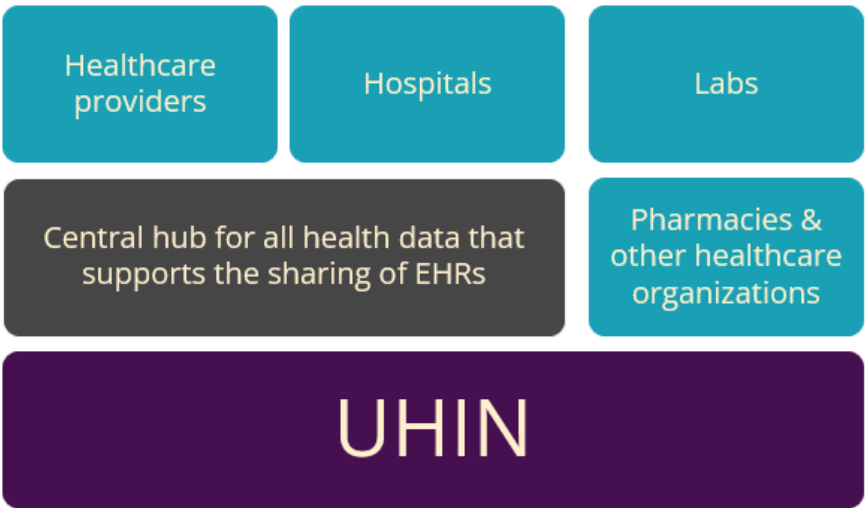 Healthcare
providers
Hospitals
Labs
Central hub for all health data that
supports the sharing of EHRs
Pharmacies &
other healthcare
organizations
UHIN